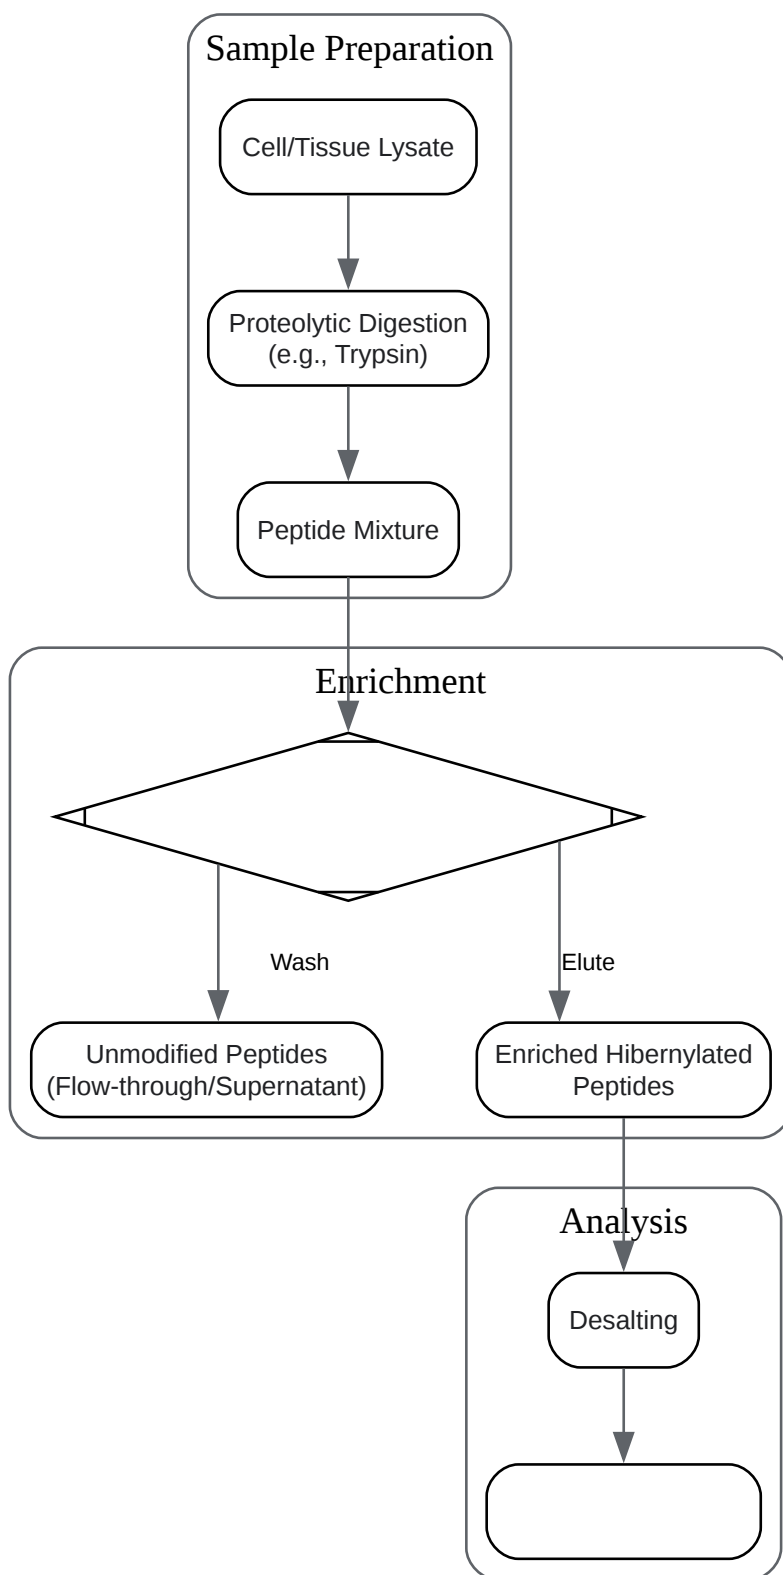 Sample Preparation
Cell/Tissue Lysate
Proteolytic Digestion
(e.g., Trypsin)
Peptide Mixture
Enrichment
Wash
Elute
Unmodified Peptides
(Flow-through/Supernatant)
Enriched Hibernylated
Peptides
Analysis
Desalting